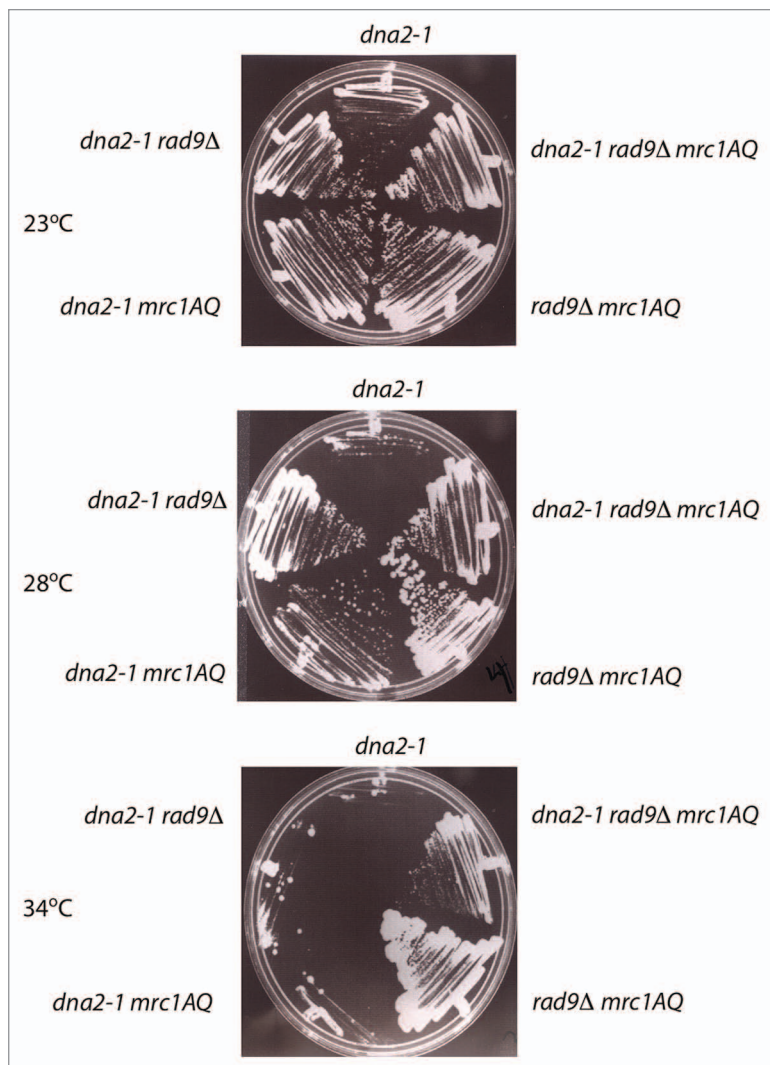 dna2-1
dna2-1 rad9Δ
dna2-1 rad9Δ mrc1AQ
23°C
dna2-1 mrc1AQ
rad9Δ mrc1AQ
dna2-1
dna2-1 rad9Δ
dna2-1 rad9Δ mrc1AQ
28°C
dna2-1 mrc1AQ
rad9Δ mrc1AQ
dna2-1
dna2-1 rad9Δ
dna2-1 rad9Δ mrc1AQ
34°C
dna2-1 mrc1AQ
rad9Δ mrc1AQ